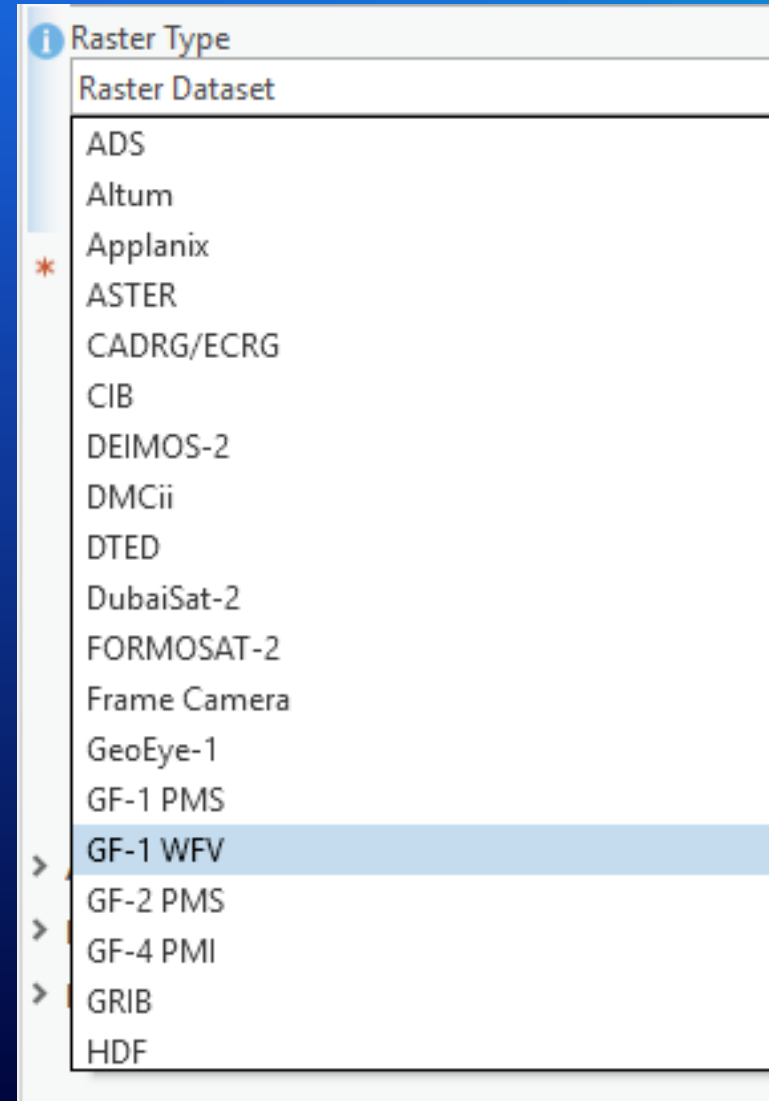 Raster Type
Raster Dataset
ADS
Altum
Applanix
ASTER
CADRG/ECRG
CIB
DEIMOS-2
DMCii
DTED
DubaiSat-2
FORMOSAT-2
Frame Camera
GeoEye-1
GF-1 PMS
GF-1 WFV
GF-2 PMS
GF-4 PMI
GRIB
HDF